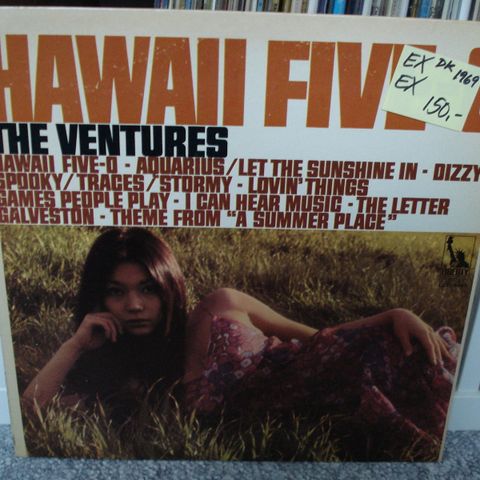 HAWAII FIVE-
EX DK 1969
EX 150,-
THE VENTURES
HAWAII FIVE-O - AQUARIUS/LET THE SUNSHINE IN - DIZZY
SPOOKY/TRACES/STORMY - LOVIN' THINGS
GAMES PEOPLE PLAY - I CAN HEAR MUSIC - THE LETTER
GALVESTON - THEME FROM "A SUMMER PLACE"
LIBERTY